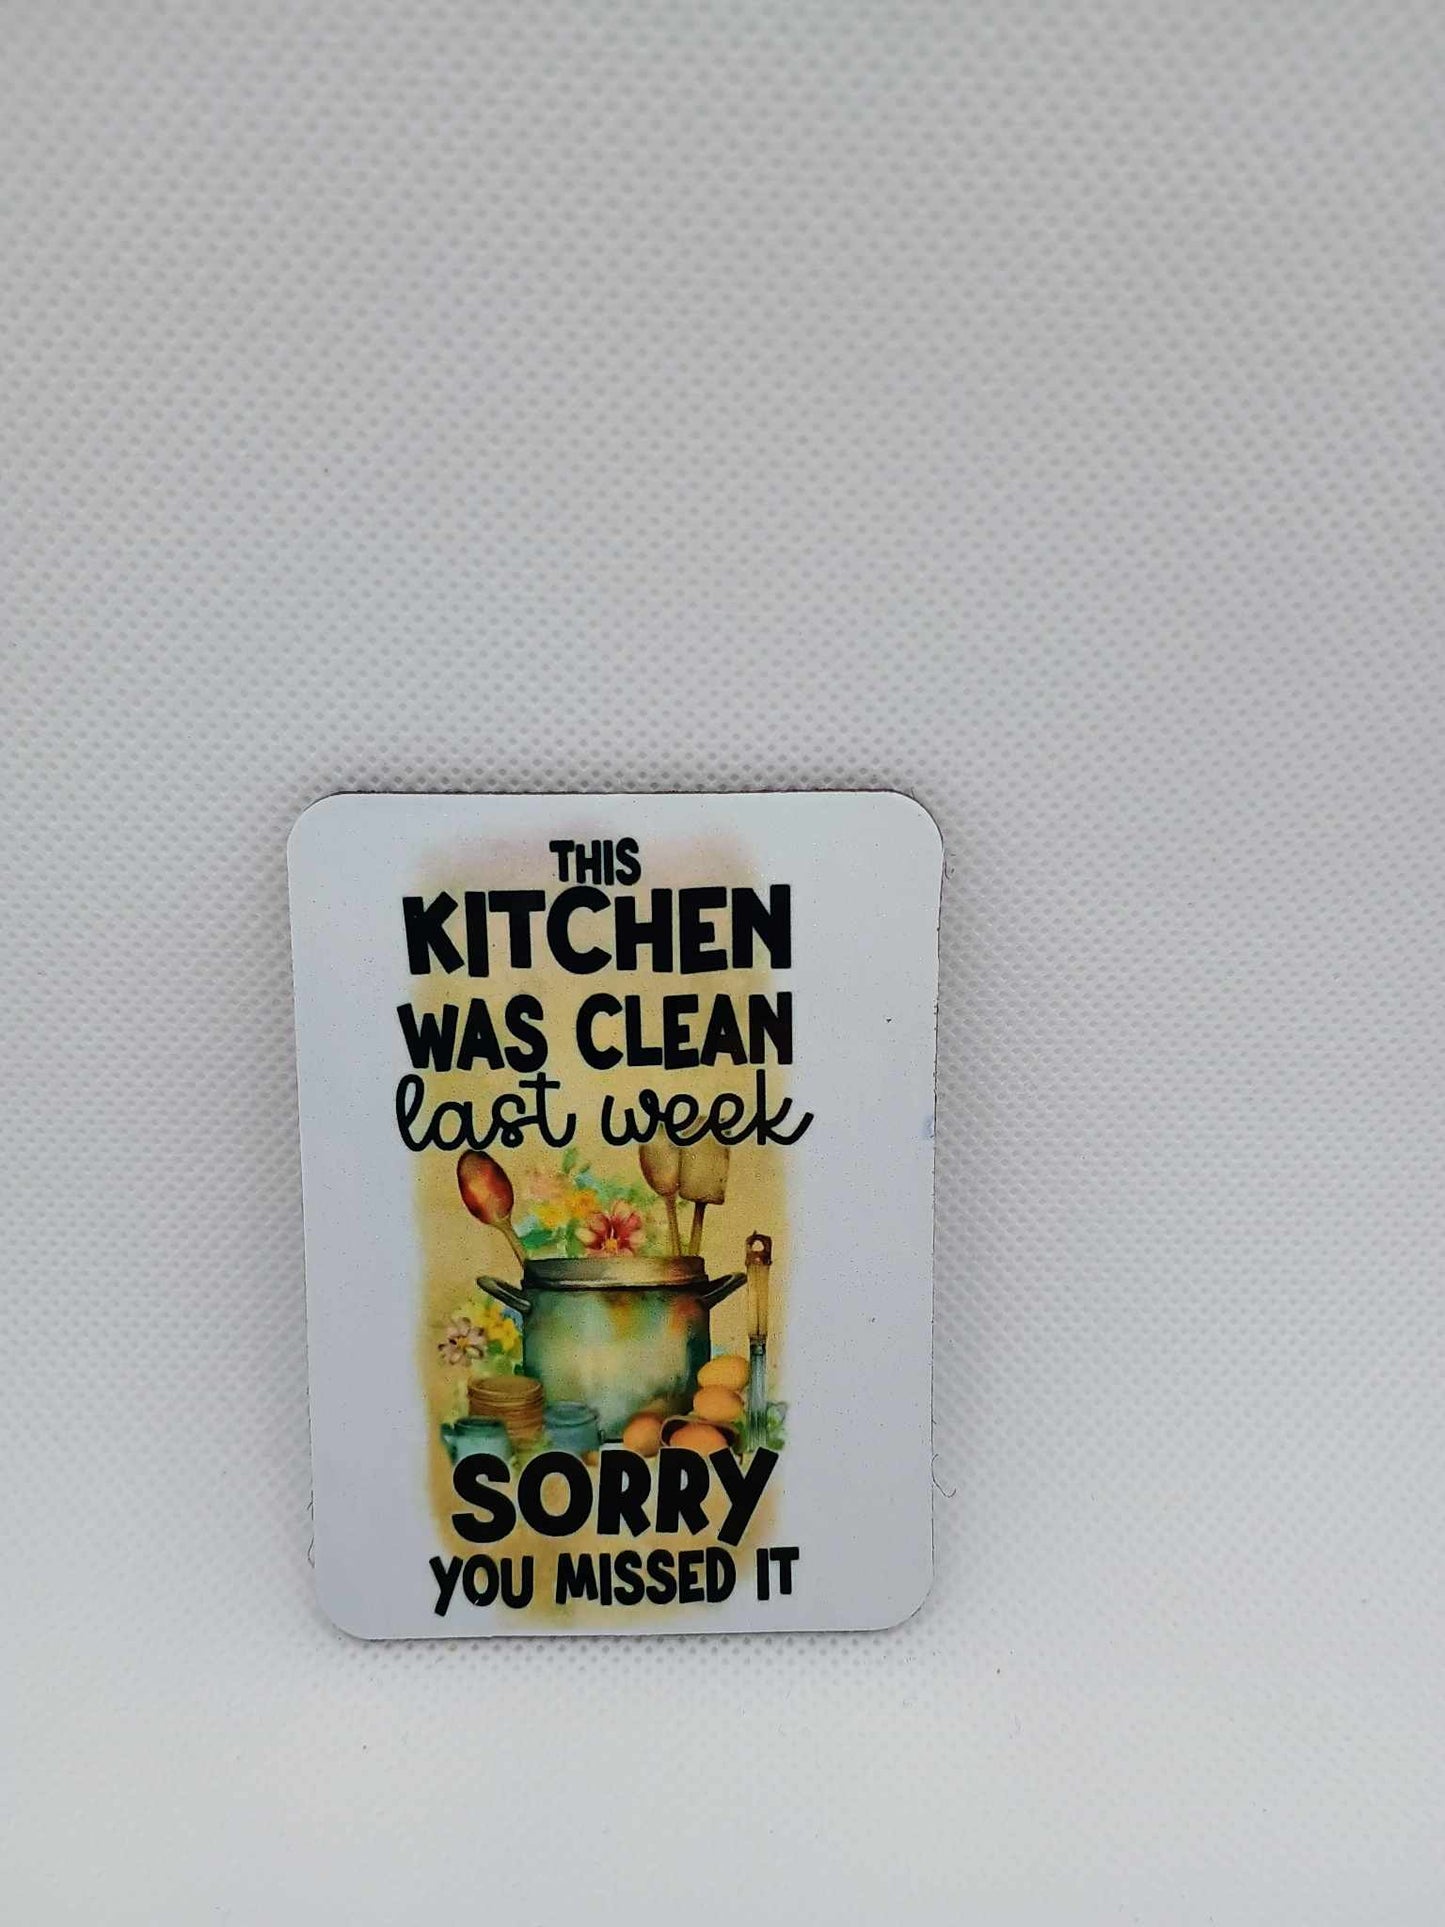 THIS
KITCHEN
WAS CLEAN
last week
SORRY
YOU MISSED IT